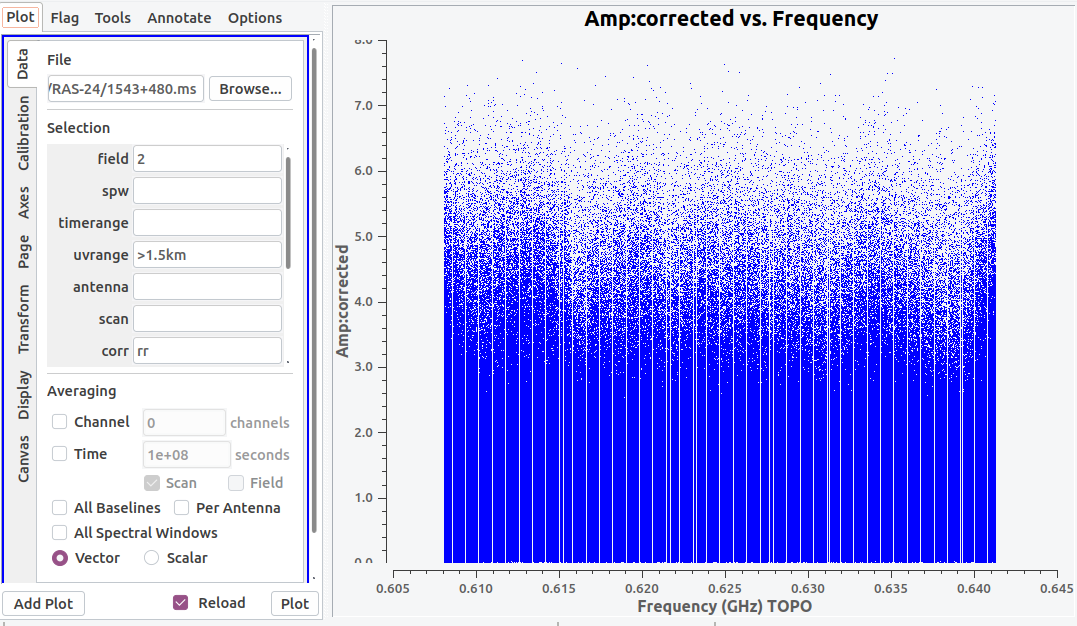 Plot Flag Tools Annotate Options
Data
Calibration
Axes
Page
Transform
Display
Canvas
File
/RAS-24/1543+480.ms Browse...
Selection
field 2
spw
timerange
uvrange >1.5km
antenna
scan
corr rr
Averaging
Channel 0 channels
Time 1e+08 seconds
Scan Field
All Baselines Per Antenna
All Spectral Windows
Vector Scalar
Add Plot Reload Plot
Amp:corrected vs. Frequency
Amp:corrected
8.0
7.0
6.0
5.0
4.0
3.0
2.0
1.0
0.0
0.605 0.610 0.615 0.620 0.625 0.630 0.635 0.640 0.645
Frequency (GHz) TOPO